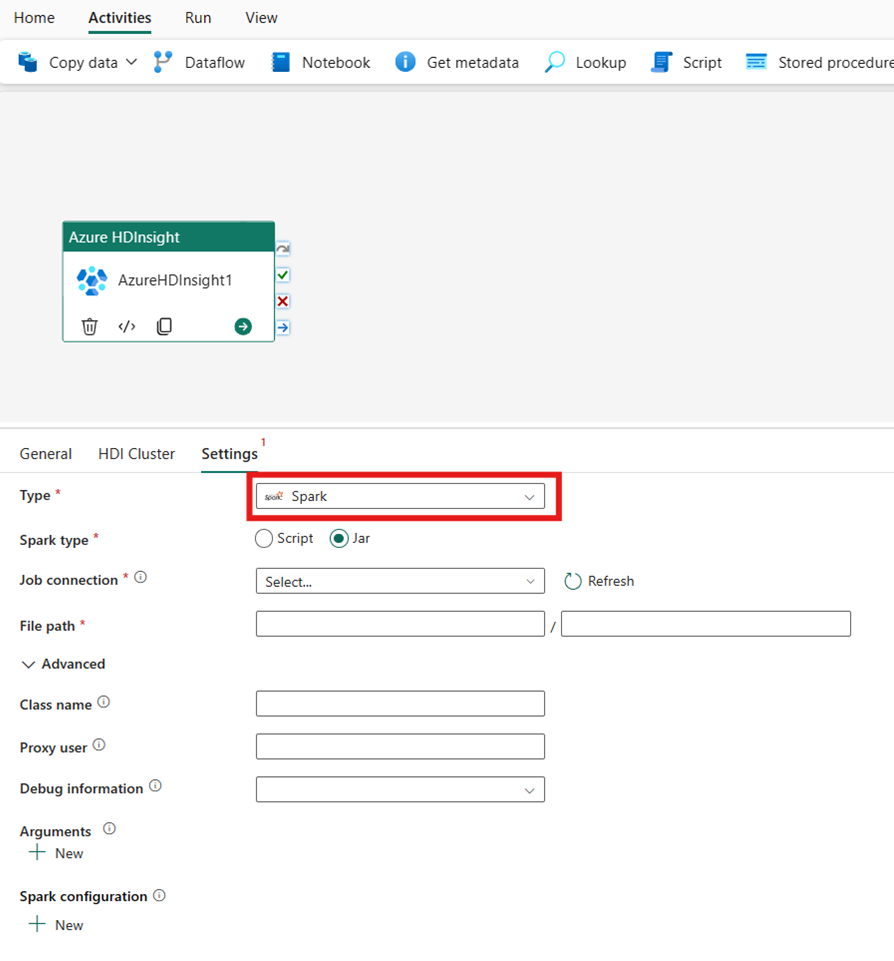 Home Activities Run View
Copy data Dataflow Notebook Get metadata Lookup Script Stored procedure
Azure HDInsight
AzureHDInsight1
General HDI Cluster Settings 1
Type * Spark Spark
Spark type * Script Jar
Job connection * Select... Refresh
File path * /
Advanced
Class name
Proxy user
Debug information
Arguments
New
Spark configuration
New